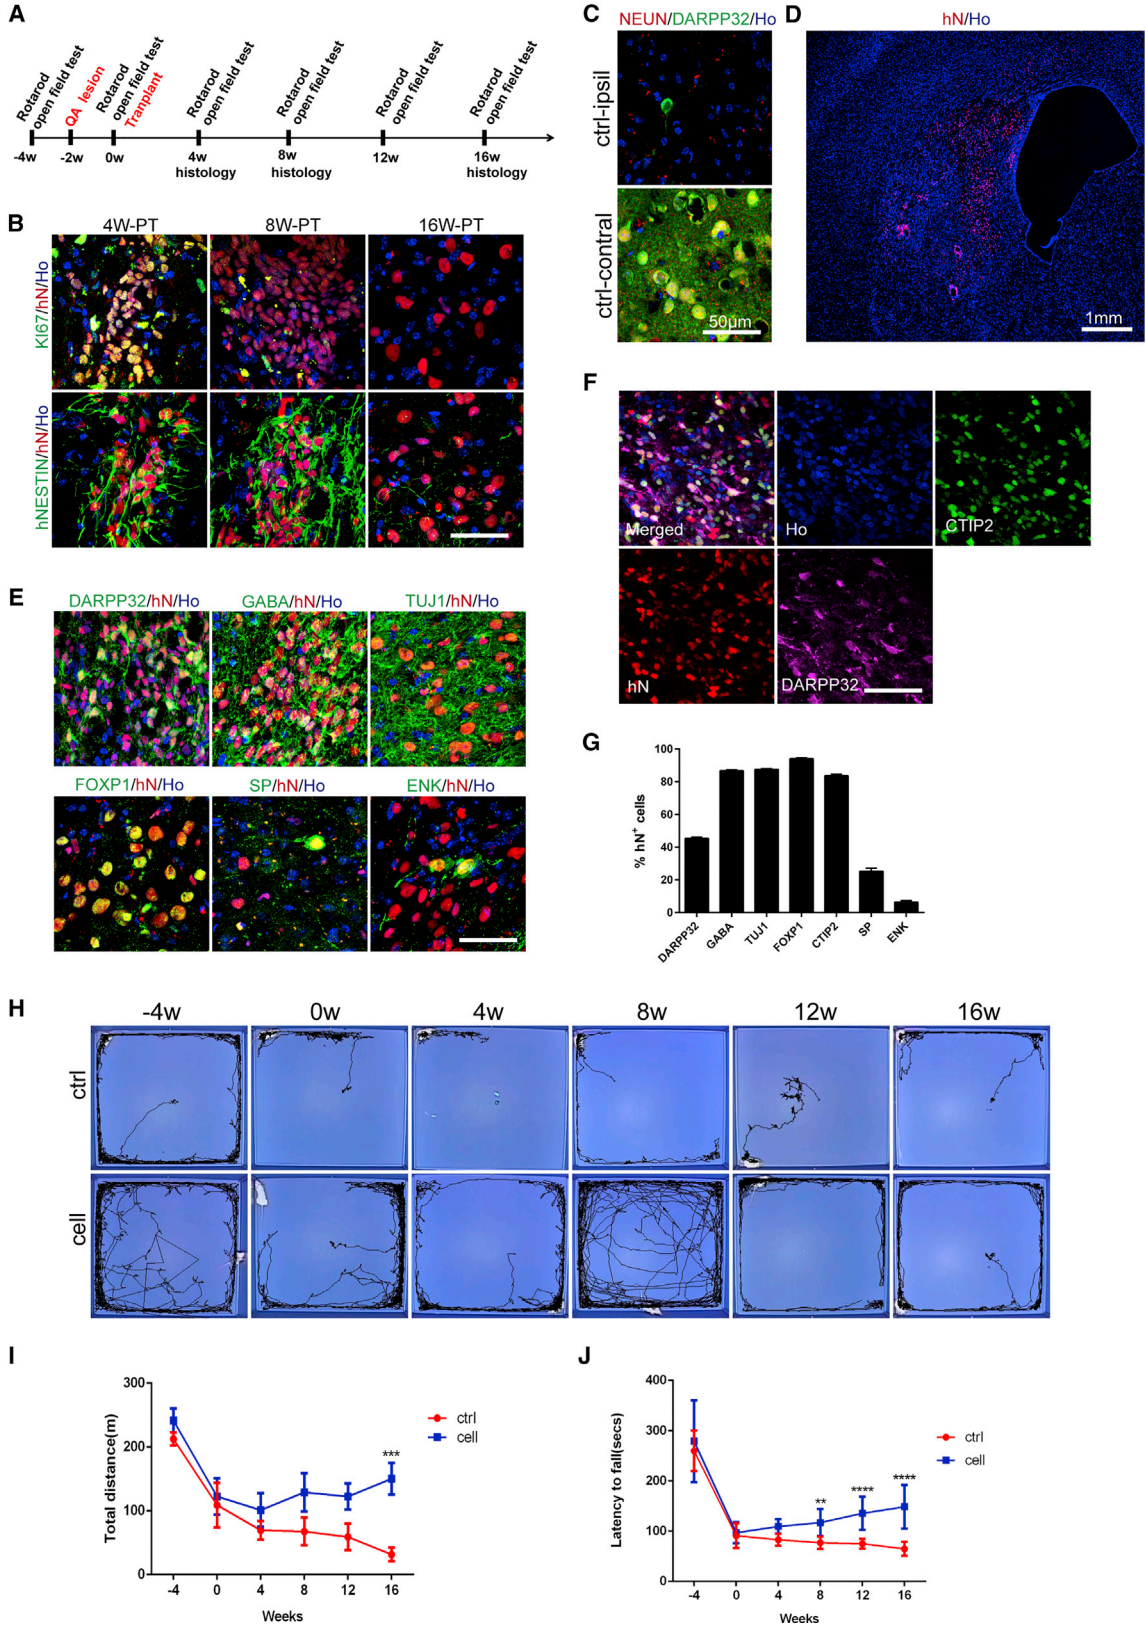 A
Rotarod
open field test
QA lesion
Rotarod
open field test
Tranplant
Rotarod
open field test
Rotarod
open field test
Rotarod
open field test
Rotarod
open field test
-4w
-2w
0w
4w
histology
8w
histology
12w
16w
histology
B
4W-PT
8W-PT
16W-PT
KI67/hN/Ho
hNESTIN/hN/Ho
C
NEUN/DARPP32/Ho
ctrl-ipsil
ctrl-contral
50μm
D
hN/Ho
1mm
E
DARPP32/hN/Ho
GABA/hN/Ho
TUJ1/hN/Ho
FOXP1/hN/Ho
SP/hN/Ho
ENK/hN/Ho
F
Merged
Ho
CTIP2
hN
DARPP32
G
% hN+ cells
100
80
60
40
20
0
DARPP32
GABA
TUJ1
FOXP1
CTIP2
SP
ENK
H
-4w
0w
4w
8w
12w
16w
ctrl
cell
I
Total distance(m)
300
200
100
0
-4
0
4
8
12
16
Weeks
ctrl
cell
***
J
Latency to fall(secs)
400
300
200
100
0
-4
0
4
8
12
16
Weeks
ctrl
cell
**
****
****